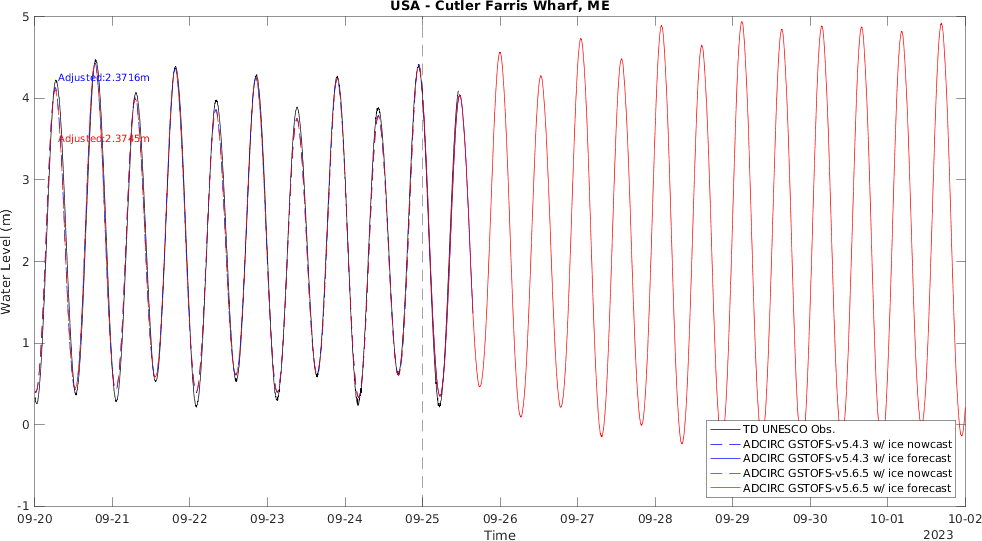 USA - Cutler Farris Wharf, ME
5
4
3
2
1
0
-1
Water Level (m)
Adjusted:2.3716m
Adjusted:2.3745m
TD UNESCO Obs.
ADCIRC GSTOFS-v5.4.3 w/ ice nowcast
ADCIRC GSTOFS-v5.4.3 w/ ice forecast
ADCIRC GSTOFS-v5.6.5 w/ ice nowcast
ADCIRC GSTOFS-v5.6.5 w/ ice forecast
09-20 09-21 09-22 09-23 09-24 09-25 09-26 09-27 09-28 09-29 09-30 10-01 10-02
Time
2023